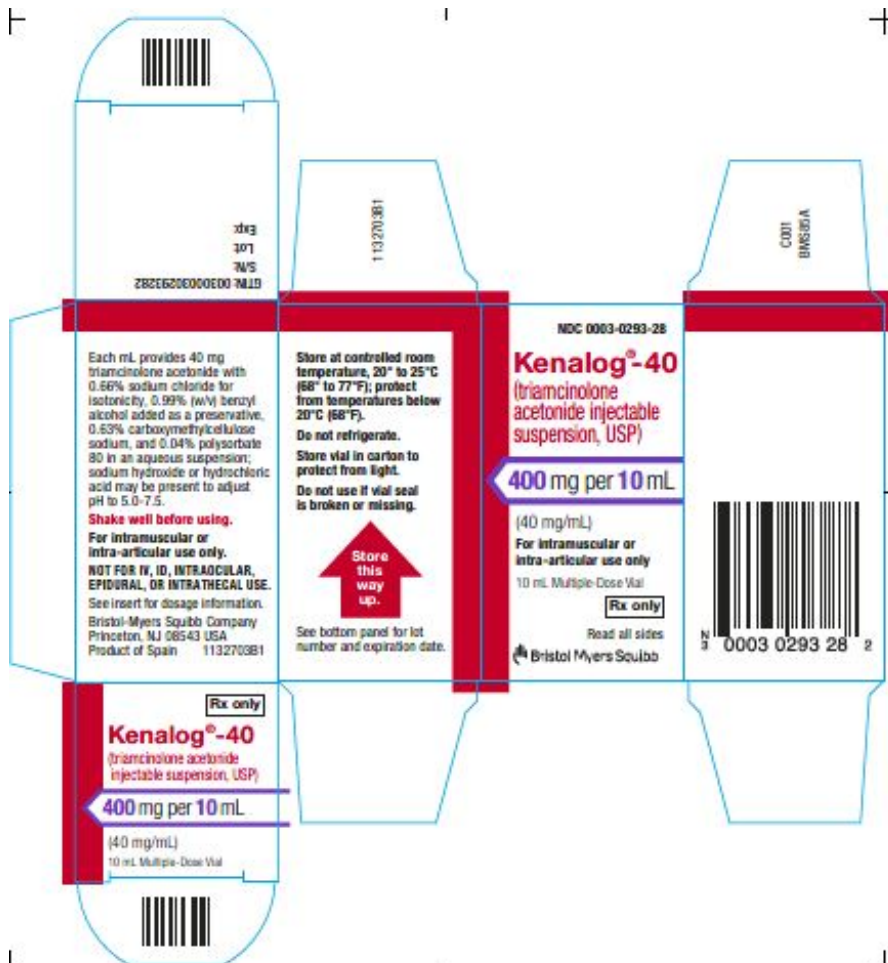 GTIN: 00300030293282
S/N:
Lot:
Exp:
1132703B1
C001
BMS85A
Each mL provides 40 mg
triamcinolone acetonide with
0.66% sodium chloride for
isotonicity, 0.99% (w/v) benzyl
alcohol added as a preservative,
0.63% carboxymethylcellulose
sodium, and 0.04% polysorbate
80 in an aqueous suspension;
sodium hydroxide or hydrochloric
acid may be present to adjust
pH to 5.0-7.5.
Shake well before using.
For intramuscular or
intra-articular use only.
NOT FOR IV, ID, INTRAOCULAR,
EPIDURAL, OR INTRATHECAL USE.
See insert for dosage information.
Bristol-Myers Squibb Company
Princeton, NJ 08543 USA
Product of Spain 1132703B1
Store at controlled room
temperature, 20° to 25°C
(68° to 77°F); protect
from temperatures below
20°C (68°F).
Do not refrigerate.
Store vial in carton to
protect from light.
Do not use if vial seal
is broken or missing.
Store
this
way
up.
See bottom panel for lot
number and expiration date.
NDC 0003-0293-28
Kenalog®-40
(triamcinolone
acetonide injectable
suspension, USP)
400 mg per 10 mL
(40 mg/mL)
For intramuscular or
intra-articular use only
10 mL Multiple-Dose Vial
Rx only
Read all sides
Bristol Myers Squibb
N3 0003 0293 28 2
Rx only
Kenalog®-40
(triamcinolone acetonide
injectable suspension, USP)
400 mg per 10 mL
(40 mg/mL)
10 mL Multiple-Dose Vial